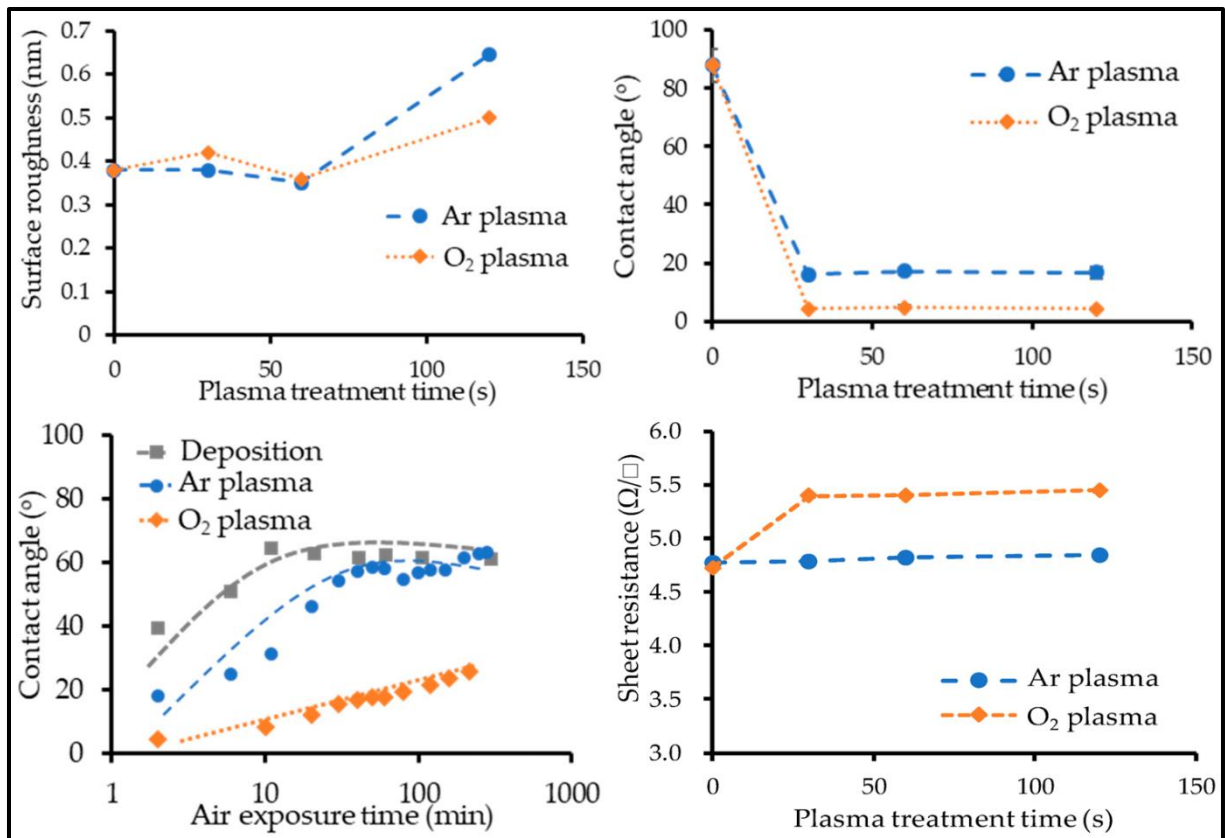 Surface roughness (nm)
0.7
0.6
0.5
0.4
0.3
0.2
0.1
0
Ar plasma
O₂ plasma
0 50 100 150
Plasma treatment time (s)
Contact angle (°)
100
80
60
40
20
0
Ar plasma
O₂ plasma
0 50 100 150
Plasma treatment time (s)
Contact angle (°)
100
80
60
40
20
0
Deposition
Ar plasma
O₂ plasma
1 10 100 1000
Air exposure time (min)
Sheet resistance (Ω/□)
6.0
5.5
5.0
4.5
4.0
3.5
3.0
Ar plasma
O₂ plasma
0 50 100 150
Plasma treatment time (s)